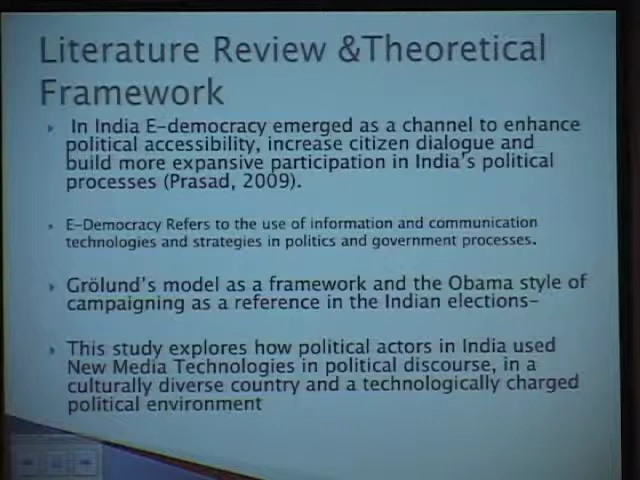 Literature Review &Theoretical
Framework
In India E-democracy emerged as a channel to enhance
political accessibility, increase citizen dialogue and
build more expansive participation in India's political
processes (Prasad, 2009).
E-Democracy Refers to the use of information and communication
technologies and strategies in politics and government processes.
Grölund's model as a framework and the Obama style of
campaigning as a reference in the Indian elections-
This study explores how political actors in India used
New Media Technologies in political discourse, in a
culturally diverse country and a technologically charged
political environment